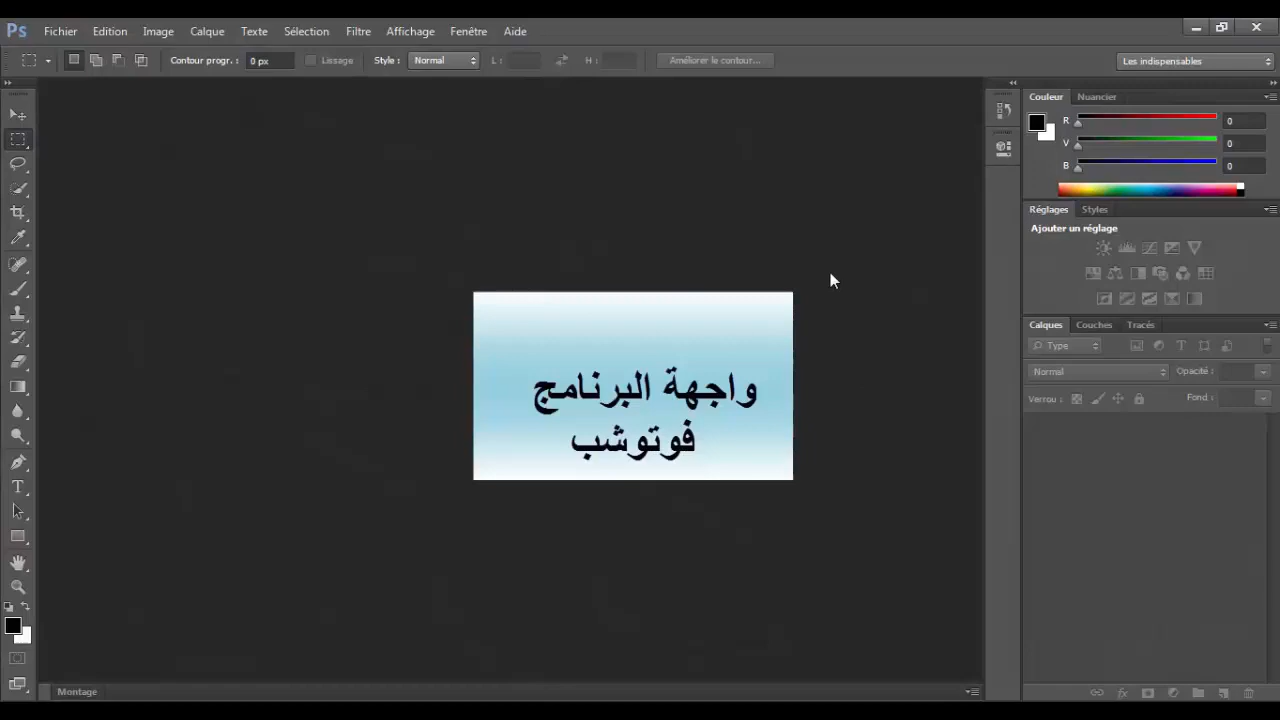 Ps Fichier Edition Image Calque Texte Sélection Filtre Affichage Fenêtre Aide
Contour progr. : 0 px Lissage Style : Normal L : H : Améliorer le contour... Les indispensables
Couleur Nuancier
R 0
V 0
B 0
Réglages Styles
Ajouter un réglage
Calques Couches Tracés
Type
Normal Opacité :
Verrou : Fond :
واجهة البرنامج
فوتوشب
Montage